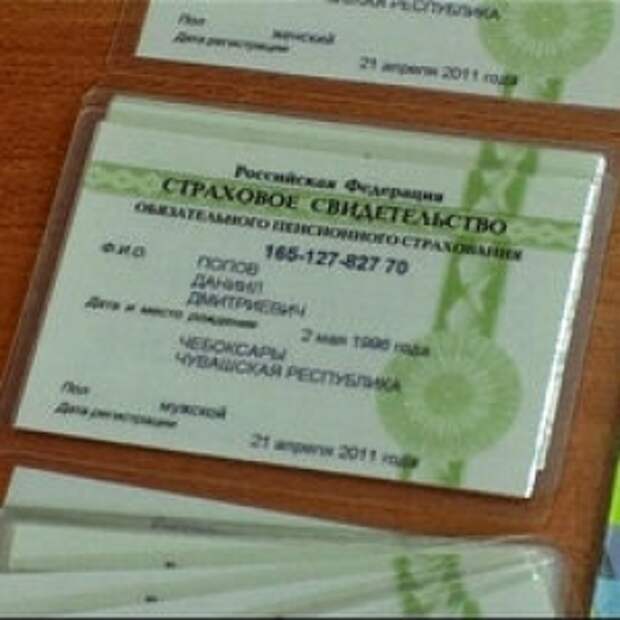 РЕСПУБЛИКА
Пол женский
Дата регистрации 21 апреля 2011 года
Российская Федерация
СТРАХОВОЕ СВИДЕТЕЛЬСТВО
ОБЯЗАТЕЛЬНОГО ПЕНСИОННОГО СТРАХОВАНИЯ
165-127-827 70
Ф.И.О. ПОПОВ
ДАНИИЛ
ДМИТРИЕВИЧ
Дата и место рождения 2 мая 1996 года
ЧЕБОКСАРЫ
ЧУВАШСКАЯ РЕСПУБЛИКА
Пол мужской
Дата регистрации 21 апреля 2011 года